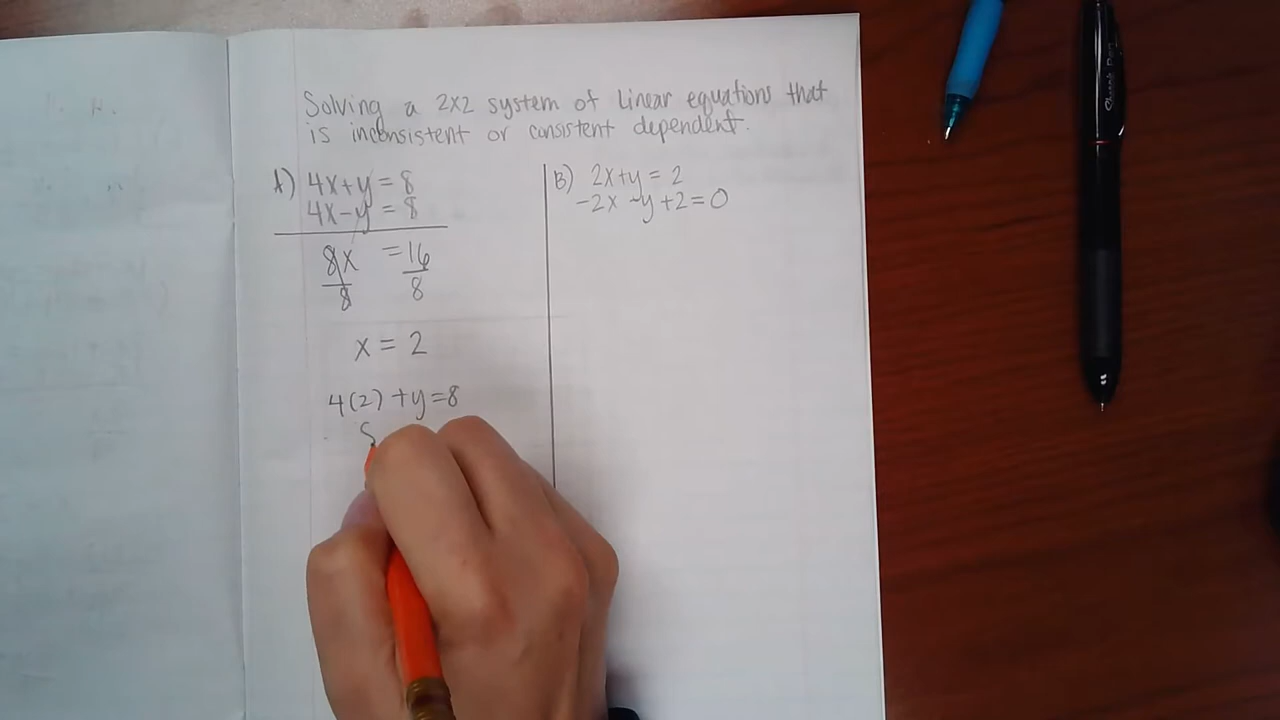 Solving a 2x2 system of linear equations that
is inconsistent or consistent dependent.
A) 4x+y = 8
4x-y = 8
8x = 16
8 8
x = 2
4(2) + y = 8
B) 2x+y = 2
-2x -y + 2 = 0